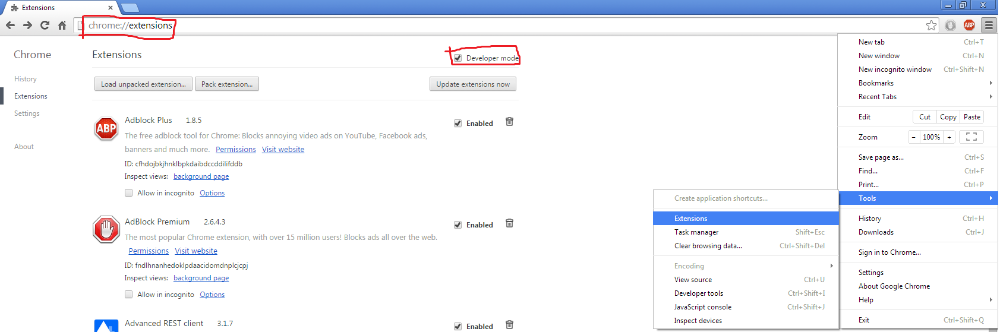 Extensions
chrome://extensions
ABP
Chrome
History
Extensions
Settings
About
Extensions
Developer mode
Load unpacked extension...
Pack extension...
Update extensions now
ABP
Adblock Plus 1.8.5
Enabled
The free adblock tool for Chrome: Blocks annoying video ads on YouTube, Facebook ads,
banners and much more. Permissions Visit website
ID: cfhdojbkjhnklbpkdaibdccddilifddb
Inspect views: background page
Allow in incognito Options
AdBlock Premium 2.6.4.3
Enabled
The most popular Chrome extension, with over 15 million users! Blocks ads all over the web.
Permissions Visit website
ID: fndlhnanhedoklpdaacidomdnplcjcpj
Inspect views: background page
Allow in incognito Options
Advanced REST client 3.1.7
Enabled
New tab Ctrl+T
New window Ctrl+N
New incognito window Ctrl+Shift+N
Bookmarks
Recent Tabs
Edit Cut Copy Paste
Zoom − 100% +
Save page as... Ctrl+S
Find... Ctrl+F
Print... Ctrl+P
Tools
History Ctrl+H
Downloads Ctrl+J
Sign in to Chrome...
Settings
About Google Chrome
Help
Exit Ctrl+Shift+Q
Create application shortcuts...
Extensions
Task manager Shift+Esc
Clear browsing data... Ctrl+Shift+Del
Encoding
View source Ctrl+U
Developer tools Ctrl+Shift+I
JavaScript console Ctrl+Shift+J
Inspect devices